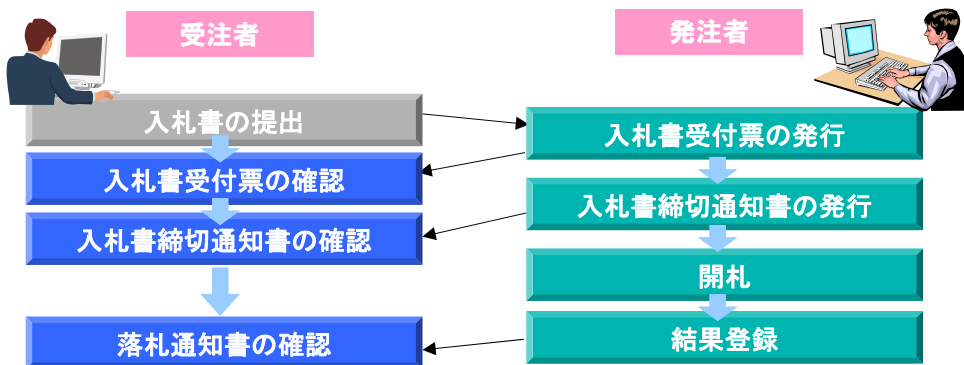 受注者
発注者
入札書の提出
入札書受付票の発行
入札書受付票の確認
入札書締切通知書の発行
入札書締切通知書の確認
開札
落札通知書の確認
結果登録